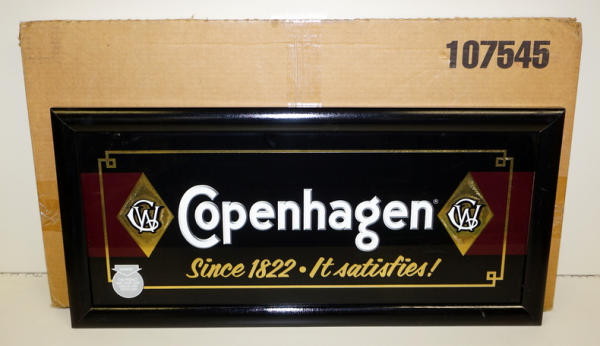 107545
Copenhagen®
Since 1822 • It satisfies!